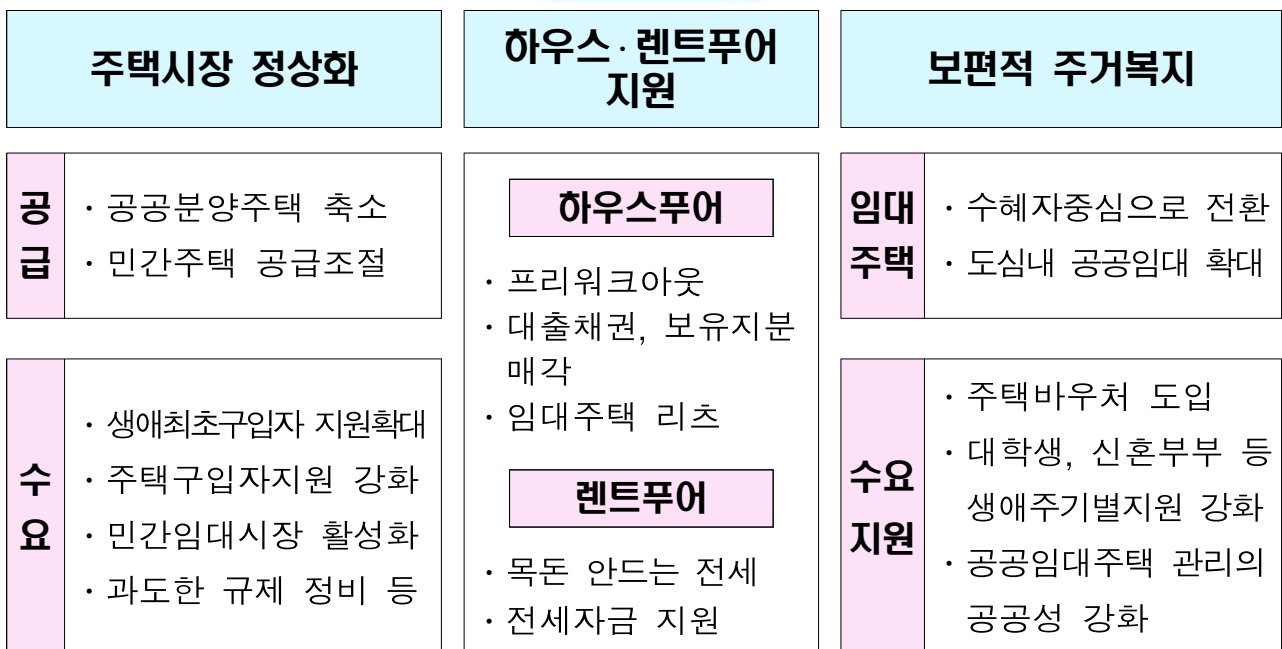 주택시장 정상화
공급
· 공공분양주택 축소
· 민간주택 공급조절
수요
· 생애최초구입자 지원확대
· 주택구입자지원 강화
· 민간임대시장 활성화
· 과도한 규제 정비 등
하우스·렌트푸어
지원
하우스푸어
· 프리워크아웃
· 대출채권, 보유지분
매각
· 임대주택 리츠
렌트푸어
· 목돈 안드는 전세
· 전세자금 지원
보편적 주거복지
임대
주택
· 수혜자중심으로 전환
· 도심내 공공임대 확대
수요
지원
· 주택바우처 도입
· 대학생, 신혼부부 등
생애주기별지원 강화
· 공공임대주택 관리의
공공성 강화